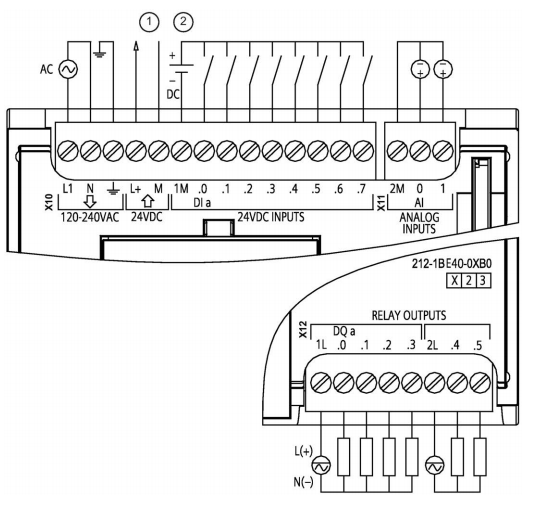 1 2
+
AC
−
DC
− + − +
L1 N L+ M 1M .0 .1 .2 .3 .4 .5 .6 .7 2M 0 1
X10 DI a X11 AI
120-240VAC 24VDC 24VDC INPUTS ANALOG INPUTS
212-1BE40-0XB0
X 2 3
RELAY OUTPUTS
X12 DQ a
1L .0 .1 .2 .3 2L .4 .5
L(+)
N(−)